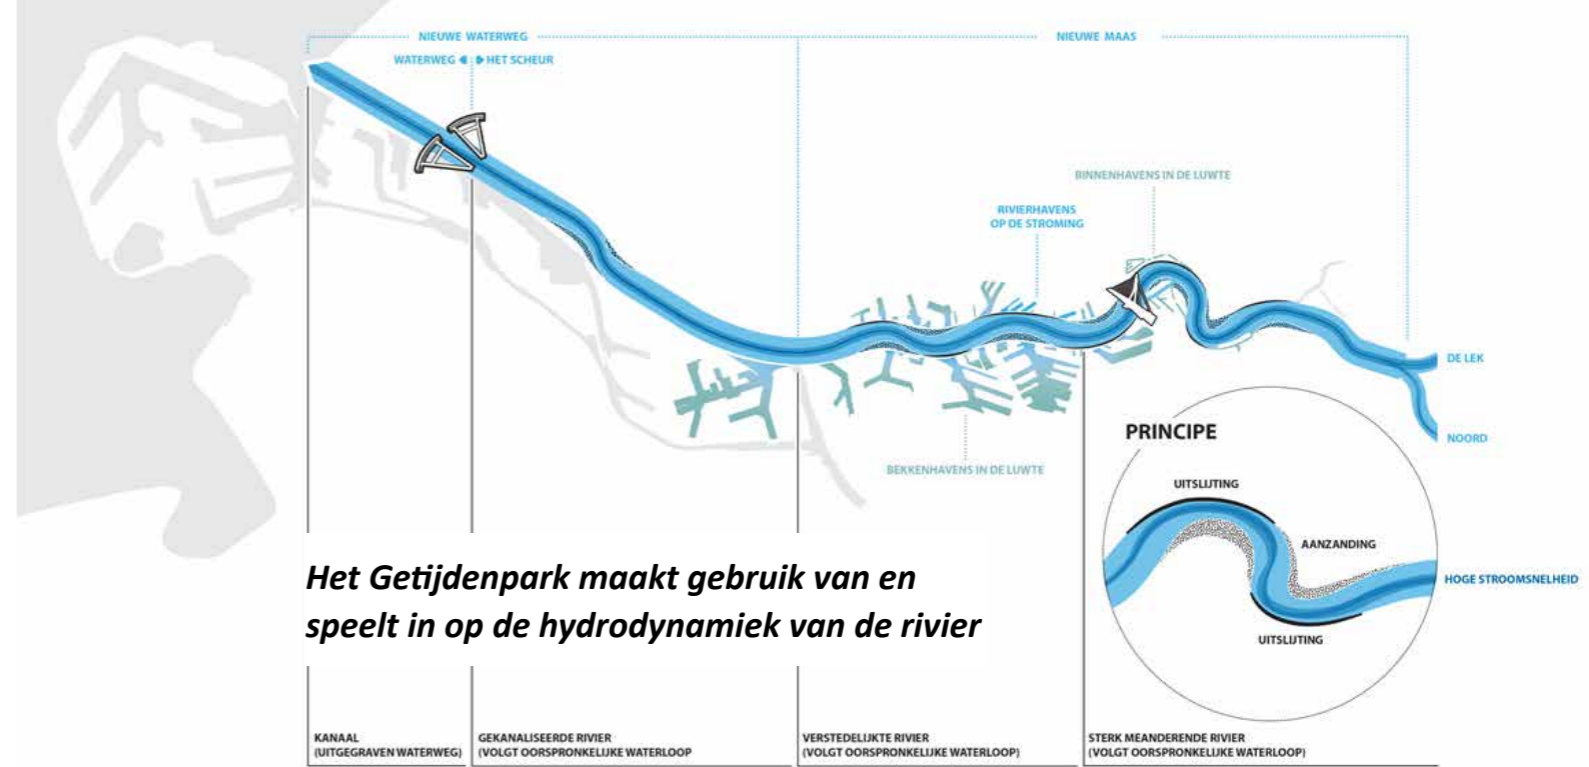 NIEUWE WATERWEG
NIEUWE MAAS
WATERWEG
HET SCHEUR
BINNENHAVENS IN DE LUWTE
RIVIERHAVENS
OP DE STROMING
DE LEK
NOORD
BEKKENHAVENS IN DE LUWTE
PRINCIPE
UITSLIJTING
AANZANDING
HOGE STROOMSNELHEID
UITSLIJTING
Het Getijdenpark maakt gebruik van en
speelt in op de hydrodynamiek van de rivier
KANAAL
(UITGEGRAVEN WATERWEG)
GEKANALISEERDE RIVIER
(VOLGT OORSPRONKELIJKE WATERLOOP
VERSTEDELIJKTE RIVIER
(VOLGT OORSPRONKELIJKE WATERLOOP)
STERK MEANDERENDE RIVIER
(VOLGT OORSPRONKELIJKE WATERLOOP)